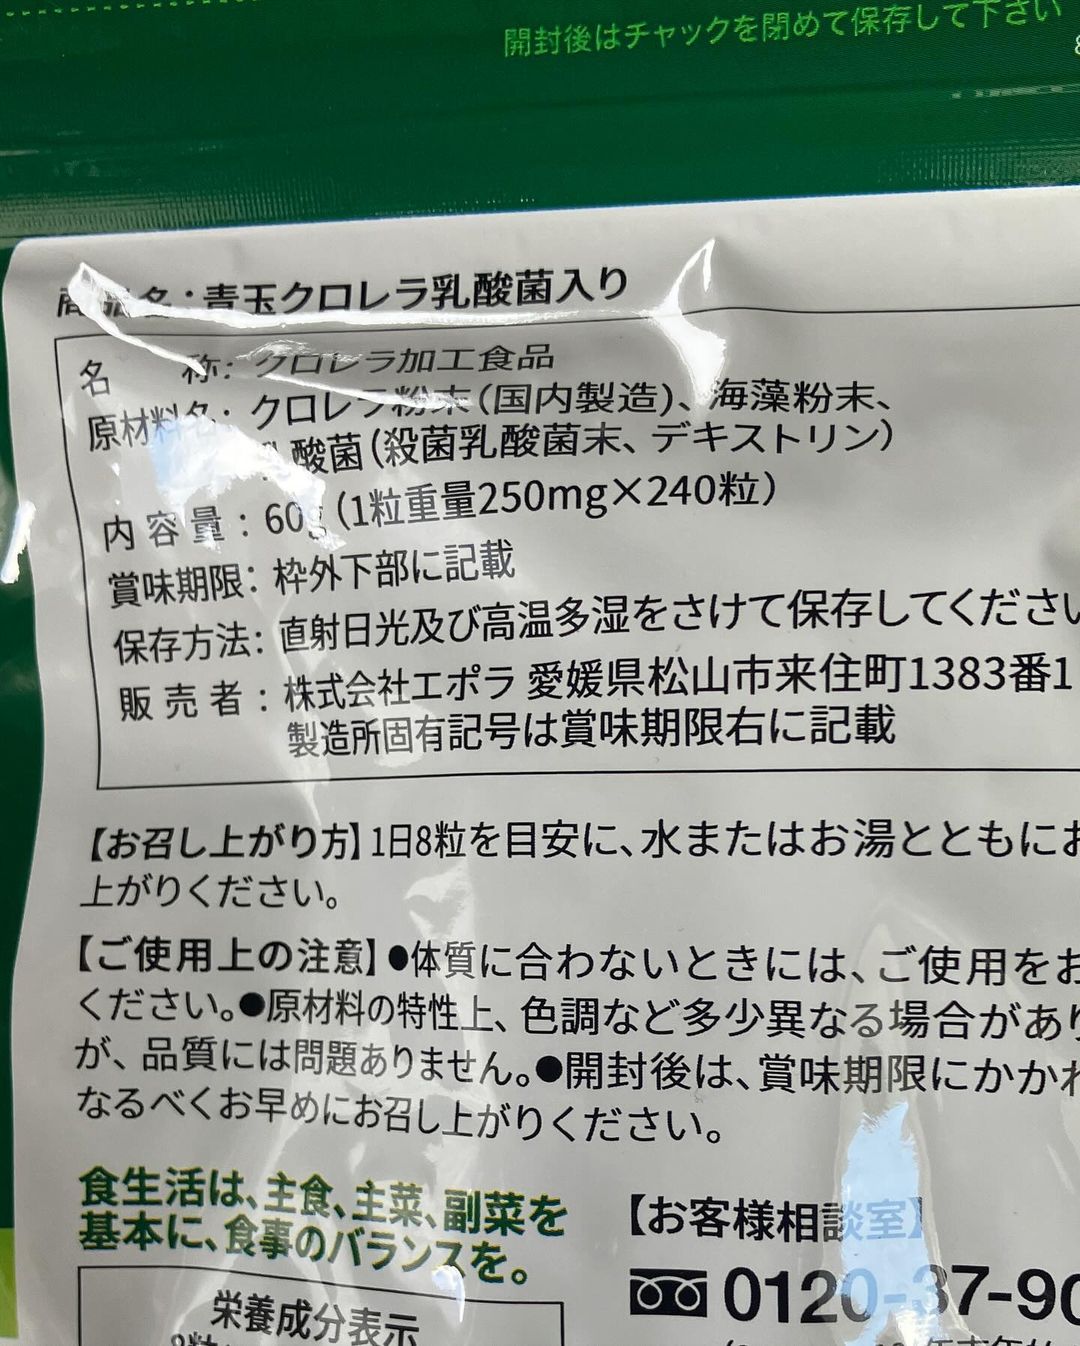 開封後はチャックを閉めて保存して下さい
商品名:青玉クロレラ乳酸菌入り
名 称: クロレラ加工食品
原材料名: クロレラ粉末(国内製造)、海藻粉末、
乳酸菌(殺菌乳酸菌末、デキストリン)
内容量: 60g(1粒重量250mg×240粒)
賞味期限: 枠外下部に記載
保存方法: 直射日光及び高温多湿をさけて保存してください
販売者: 株式会社エポラ 愛媛県松山市来住町1383番1
製造所固有記号は賞味期限右に記載
【お召し上がり方】1日8粒を目安に、水またはお湯とともにお
上がりください。
【ご使用上の注意】●体質に合わないときには、ご使用をお
ください。●原材料の特性上、色調など多少異なる場合があり
が、品質には問題ありません。●開封後は、賞味期限にかかわ
なるべくお早めにお召し上がりください。
食生活は、主食、主菜、副菜を
基本に、食事のバランスを。
【お客様相談室】
0120-37-90
栄養成分表示